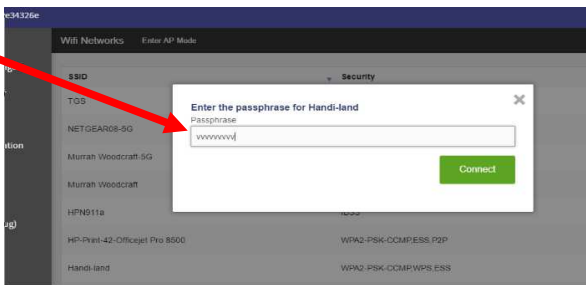 re34326e
Wifi Networks Enter AP Mode
SSID Security
TGS
Enter the passphrase for Handi-land
Passphrase
NETGEAR08-5G
vvvvvvvvv
ation
Murrah Woodcraft-5G
Connect
Murrah Woodcraft
HPN911a
ug)
HP-Print-42-Officejet Pro 8500 WPA2-PSK-CCMP,ESS,P2P
Handi-land WPA2-PSK-CCMP,WPS,ESS